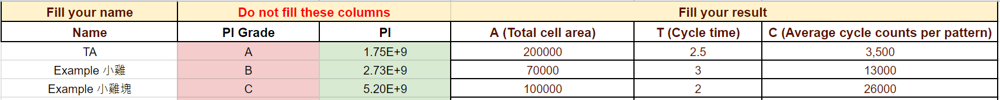 Fill your name Do not fill these columns Fill your result
Name PI Grade PI A (Total cell area) T (Cycle time) C (Average cycle counts per pattern)
TA A 1.75E+9 200000 2.5 3,500
Example 小雞 B 2.73E+9 70000 3 13000
Example 小雞塊 C 5.20E+9 100000 2 26000